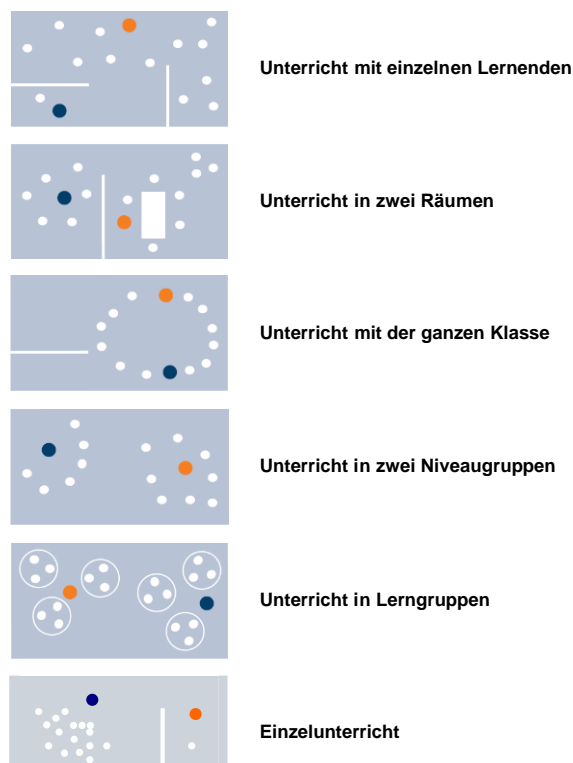 Unterricht mit einzelnen Lernenden
Unterricht in zwei Räumen
Unterricht mit der ganzen Klasse
Unterricht in zwei Niveaugruppen
Unterricht in Lerngruppen
Einzelunterricht